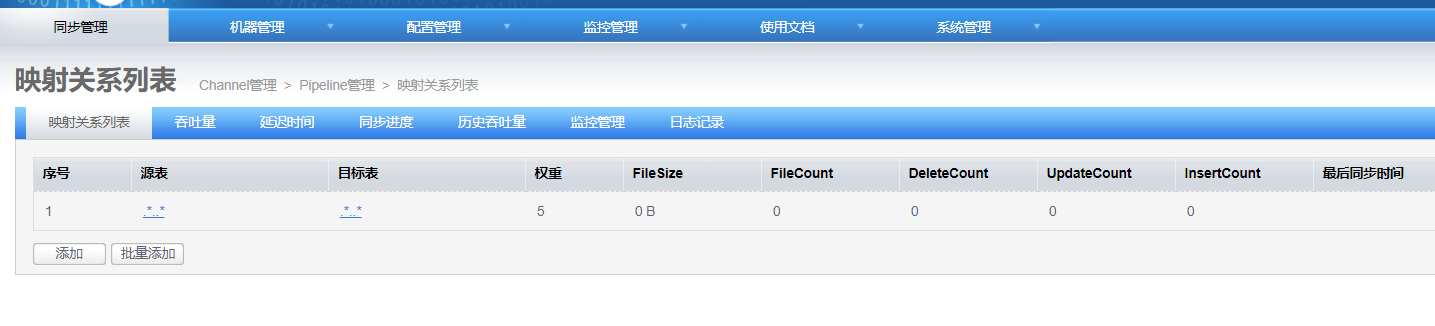 同步管理 机器管理 配置管理 监控管理 使用文档 系统管理
映射关系列表 Channel管理 > Pipeline管理 > 映射关系列表
映射关系列表 吞吐量 延迟时间 同步进度 历史吞吐量 监控管理 日志记录
序号 源表 目标表 权重 FileSize FileCount DeleteCount UpdateCount InsertCount 最后同步时间
1 .*..* .*..* 5 0 B 0 0 0 0
添加 批量添加